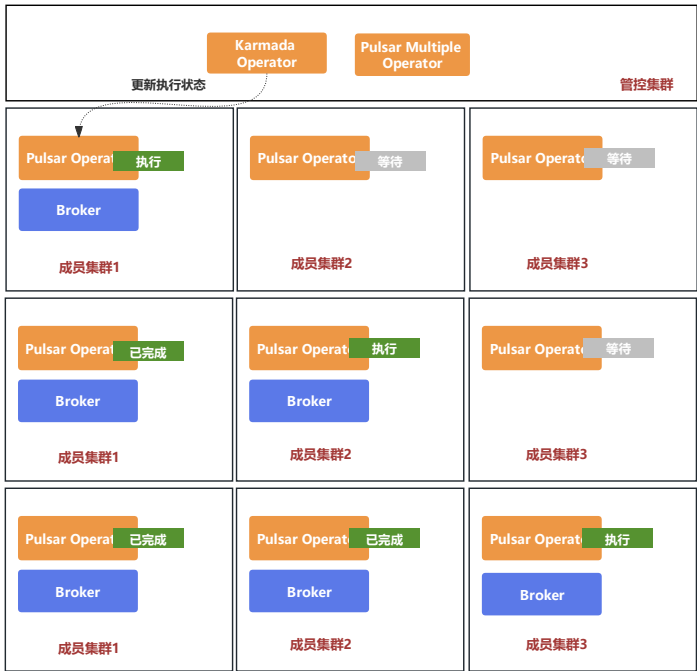 Karmada
Operator
Pulsar Multiple
Operator
更新执行状态
管控集群
Pulsar Operat
执行
Pulsar Operator
等待
Pulsar Operator
等待
Broker
成员集群1
成员集群2
成员集群3
Pulsar Operat
已完成
Pulsar Operat
执行
Pulsar Operator
等待
Broker
Broker
成员集群1
成员集群2
成员集群3
Pulsar Operat
已完成
Pulsar Operat
已完成
Pulsar Operator
执行
Broker
Broker
Broker
成员集群1
成员集群2
成员集群3